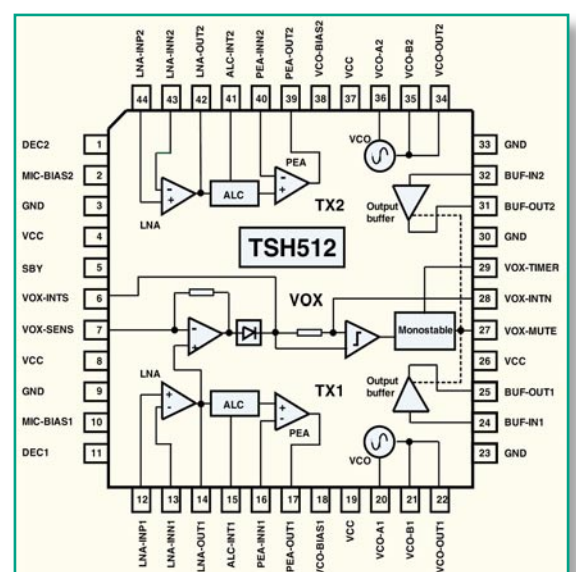 LNA-INP2
LNA-INN2
LNA-OUT2
ALC-INT2
PEA-INN2
PEA-OUT2
VCO-BIAS2
VCC
VCO-A2
VCO-B2
VCO-OUT2
44 43 42 41 40 39 38 37 36 35 34
DEC2 1
MIC-BIAS2 2
GND 3
VCC 4
SBY 5
VOX-INTS 6
VOX-SENS 7
VCC 8
GND 9
MIC-BIAS1 10
DEC1 11
33 GND
32 BUF-IN2
31 BUF-OUT2
30 GND
29 VOX-TIMER
28 VOX-INTN
27 VOX-MUTE
26 VCC
25 BUF-OUT1
24 BUF-IN1
23 GND
VCO
PEA
- +
ALC
- +
LNA
TX2
Output
buffer
TSH512
VOX
- +
Monostable
LNA
+ -
ALC
+ -
PEA
TX1
Output
buffer
VCO
12 13 14 15 16 17 18 19 20 21 22
LNA-INP1
LNA-INN1
LNA-OUT1
ALC-INT1
PEA-INN1
PEA-OUT1
VCO-BIAS1
VCC
VCO-A1
VCO-B1
VCO-OUT1